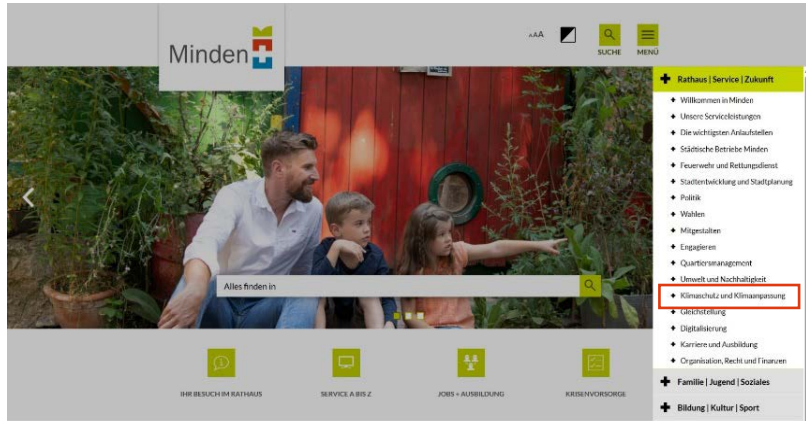 Minden
AAA
SUCHE
MENÜ
Rathaus | Service | Zukunft
Willkommen in Minden
Unsere Serviceleistungen
Die wichtigsten Anlaufstellen
Städtische Betriebe Minden
Feuerwehr und Rettungsdienst
Stadtentwicklung und Stadtplanung
Politik
Wahlen
Mitgestalten
Engagieren
Quartiersmanagement
Umwelt und Nachhaltigkeit
Klimaschutz und Klimaanpassung
Gleichstellung
Digitalisierung
Karriere und Ausbildung
Organisation, Recht und Finanzen
Familie | Jugend | Soziales
Bildung | Kultur | Sport
Alles finden in
IHR BESUCH IM RATHAUS
SERVICE A BIS Z
JOBS + AUSBILDUNG
KRISENVORSORGE